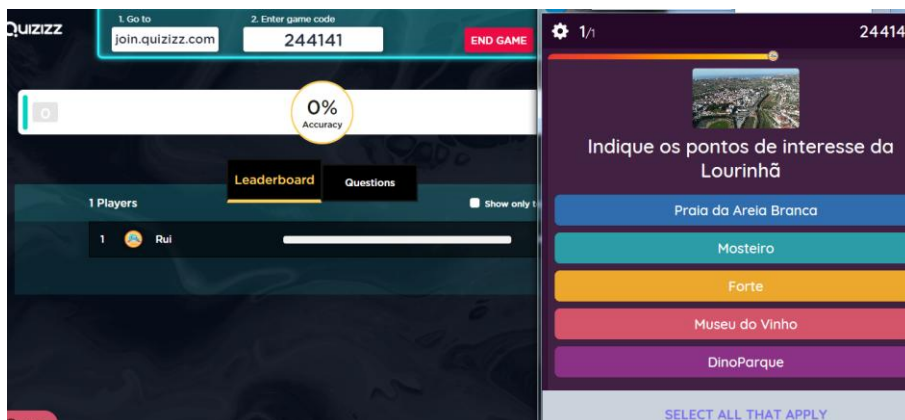 Quizizz
1. Go to
join.quizizz.com
2. Enter game code
244141
END GAME
0%
Accuracy
Leaderboard
Questions
1 Players
Show only
1
Rui
1/1
24414
Indique os pontos de interesse da
Lourinhã
Praia da Areia Branca
Mosteiro
Forte
Museu do Vinho
DinoParque
SELECT ALL THAT APPLY